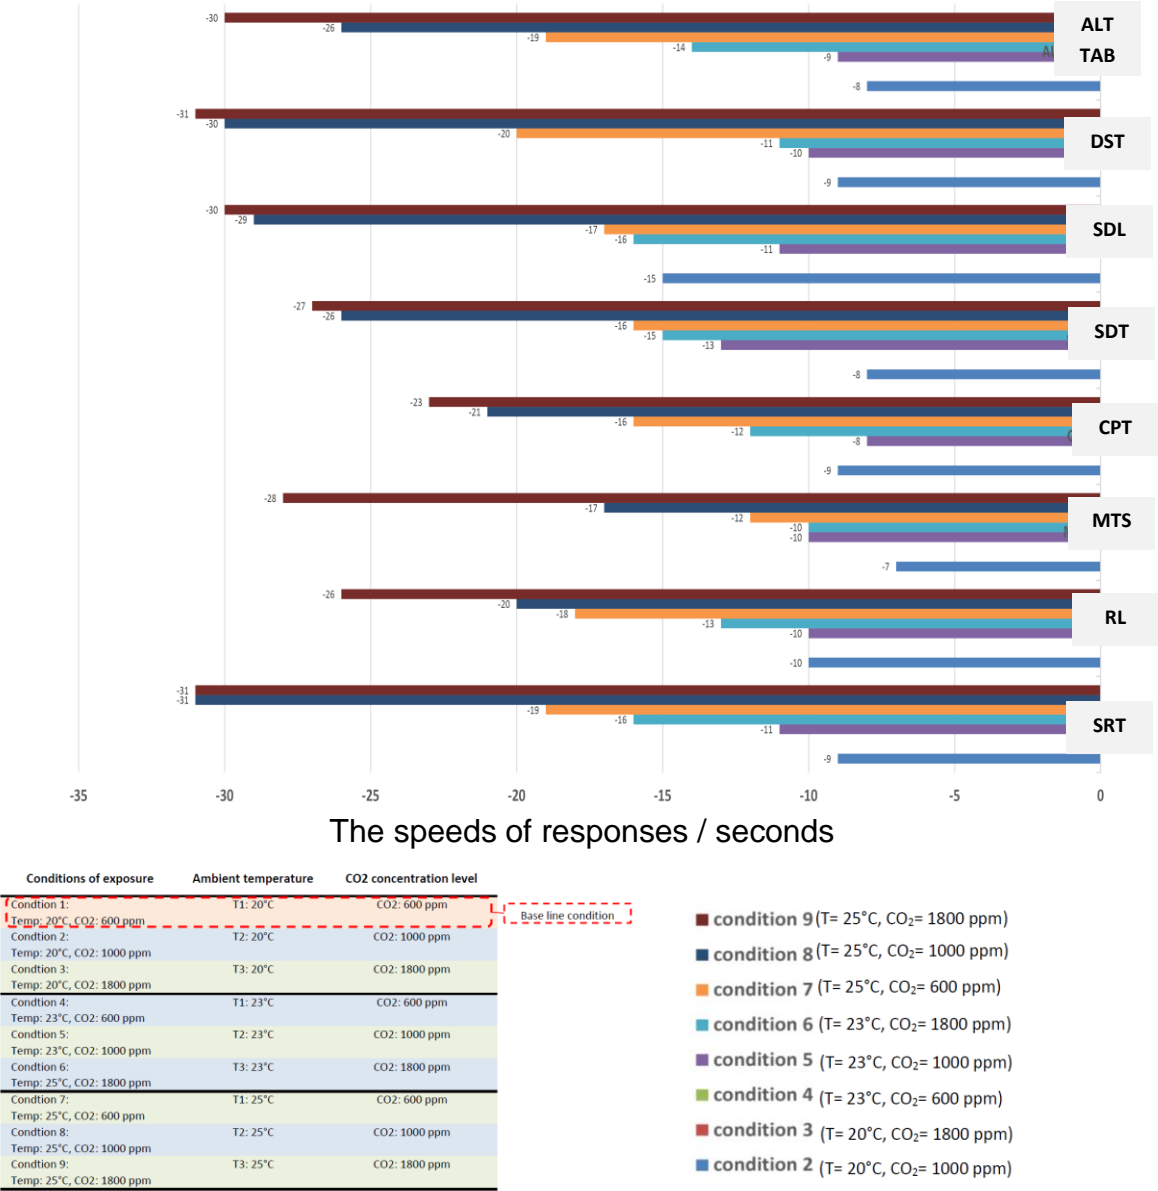 -30
ALT
-26
-19
-14
TAB
-9
-8
-31
-30
-20
DST
-11
-10
-9
-30
-29
-17
SDL
-16
-11
-15
-27
-26
-16
SDT
-15
-13
-8
-23
-21
-16
CPT
-12
-8
-9
-28
-17
-12
MTS
-10
-10
-7
-26
-20
-18
RL
-13
-10
-10
-31
-31
-19
-16
SRT
-11
-9
-35 -30 -25 -20 -15 -10 -5 0
The speeds of responses / seconds
Conditions of exposure Ambient temperature CO2 concentration level
Condtion 1: T1: 20°C CO2: 600 ppm
Temp: 20°C, CO2: 600 ppm
Base line condition
Condtion 2: T2: 20°C CO2: 1000 ppm
Temp: 20°C, CO2: 1000 ppm
Condtion 3: T3: 20°C CO2: 1800 ppm
Temp: 20°C, CO2: 1800 ppm
Condtion 4: T1: 23°C CO2: 600 ppm
Temp: 23°C, CO2: 600 ppm
Condtion 5: T2: 23°C CO2: 1000 ppm
Temp: 23°C, CO2: 1000 ppm
Condtion 6: T3: 23°C CO2: 1800 ppm
Temp: 25°C, CO2: 1800 ppm
Condtion 7: T1: 25°C CO2: 600 ppm
Temp: 25°C, CO2: 600 ppm
Condtion 8: T2: 25°C CO2: 1000 ppm
Temp: 25°C, CO2: 1000 ppm
Condtion 9: T3: 25°C CO2: 1800 ppm
Temp: 25°C, CO2: 1800 ppm
condition 9 (T= 25°C, CO₂= 1800 ppm)
condition 8 (T= 25°C, CO₂= 1000 ppm)
condition 7 (T= 25°C, CO₂= 600 ppm)
condition 6 (T= 23°C, CO₂= 1800 ppm)
condition 5 (T= 23°C, CO₂= 1000 ppm)
condition 4 (T= 23°C, CO₂= 600 ppm)
condition 3 (T= 20°C, CO₂= 1800 ppm)
condition 2 (T= 20°C, CO₂= 1000 ppm)